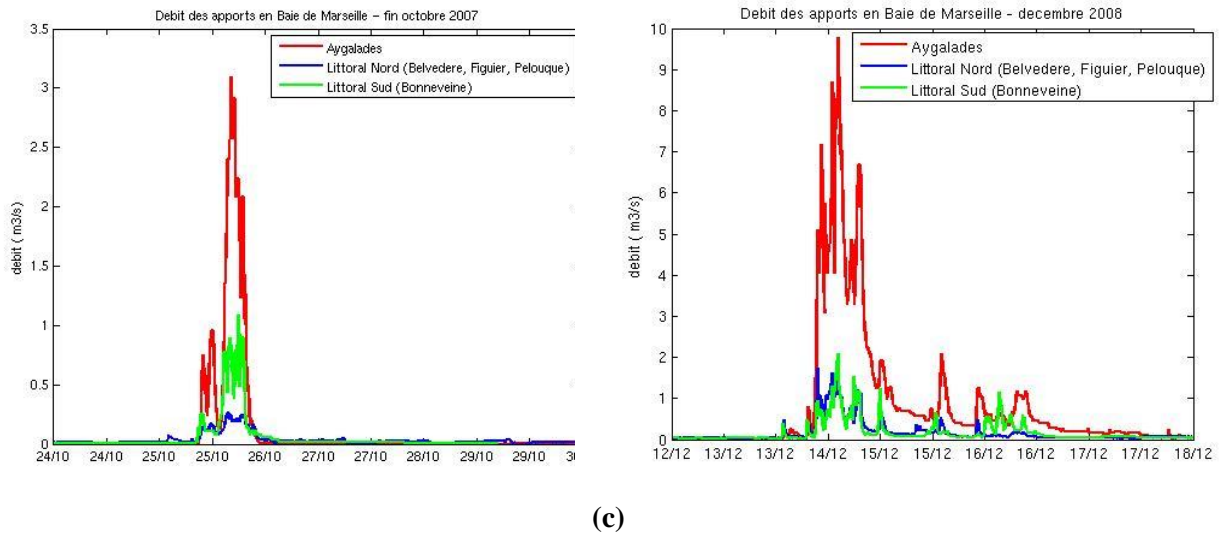 Debit des apports en Baie de Marseille - fin octobre 2007
3.5
3
2.5
2
1.5
1
0.5
0
debit ( m3/s)
Aygalades
Littoral Nord (Belvedere, Figuier, Pelouque)
Littoral Sud (Bonneveine)
24/10 24/10 25/10 25/10 26/10 27/10 27/10 28/10 29/10 29/10 30
Debit des apports en Baie de Marseille - decembre 2008
10
9
8
7
6
5
4
3
2
1
0
debit ( m3/s)
Aygalades
Littoral Nord (Belvedere, Figuier, Pelouque)
Littoral Sud (Bonneveine)
12/12 13/12 13/12 14/12 15/12 15/12 16/12 16/12 17/12 17/12 18/12
(c)